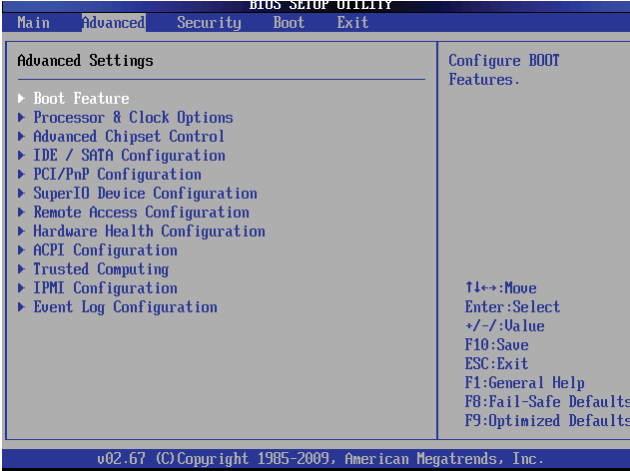 BIOS SETUP UTILITY
Main Advanced Security Boot Exit
Advanced Settings
Boot Feature
Processor & Clock Options
Advanced Chipset Control
IDE / SATA Configuration
PCI/PnP Configuration
SuperIO Device Configuration
Remote Access Configuration
Hardware Health Configuration
ACPI Configuration
Trusted Computing
IPMI Configuration
Event Log Configuration
Configure BOOT
Features.
↑↓←→:Move
Enter:Select
+/-/:Value
F10:Save
ESC:Exit
F1:General Help
F8:Fail-Safe Defaults
F9:Optimized Defaults
v02.67 (C)Copyright 1985-2009, American Megatrends, Inc.